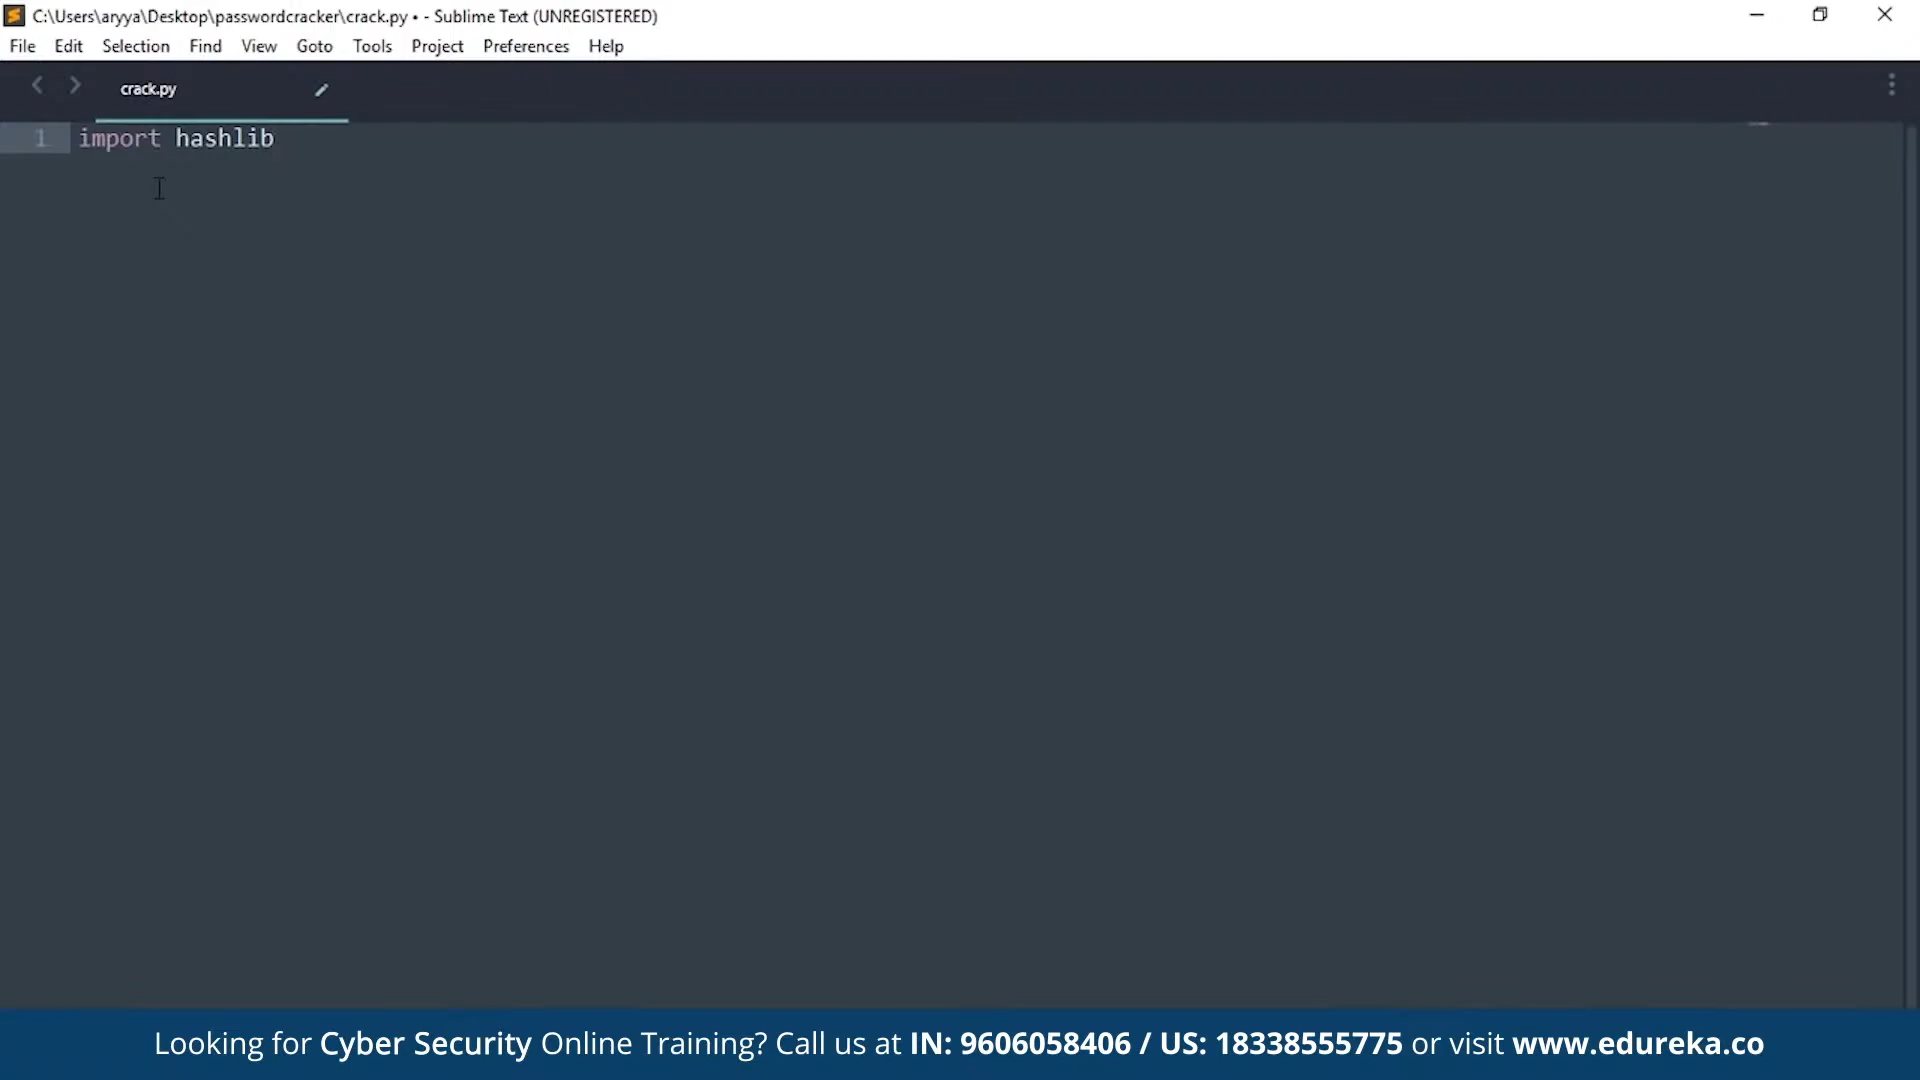 C:\Users\aryya\Desktop\passwordcracker\crack.py • - Sublime Text (UNREGISTERED)
File Edit Selection Find View Goto Tools Project Preferences Help
crack.py
1 import hashlib
Looking for Cyber Security Online Training? Call us at IN: 9606058406 / US: 18338555775 or visit www.edureka.co